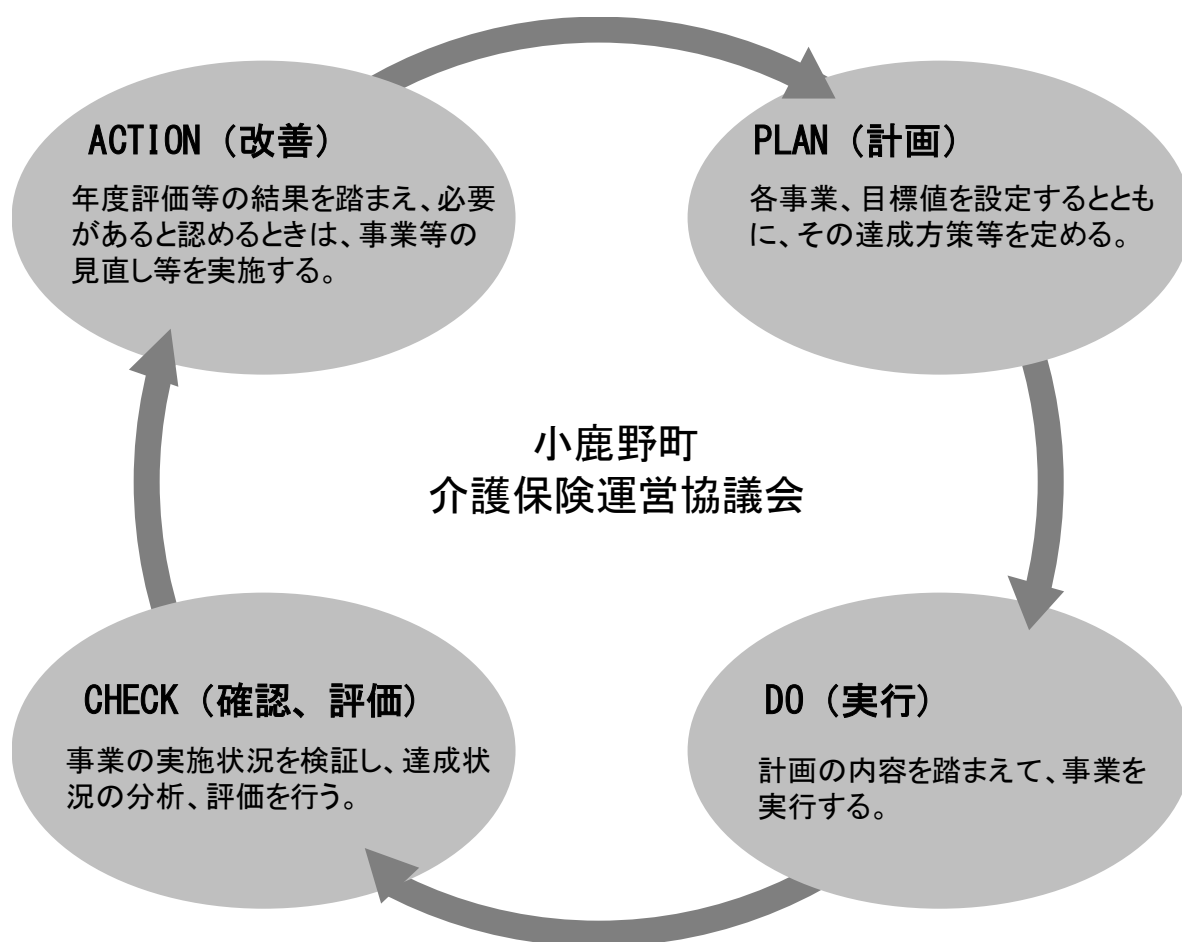 ACTION（改善）
年度評価等の結果を踏まえ、必要
があると認めるときは、事業等の
見直し等を実施する。
PLAN（計画）
各事業、目標値を設定するととも
に、その達成方策等を定める。
小鹿野町
介護保険運営協議会
CHECK（確認、評価）
事業の実施状況を検証し、達成状
況の分析、評価を行う。
DO（実行）
計画の内容を踏まえて、事業を
実行する。